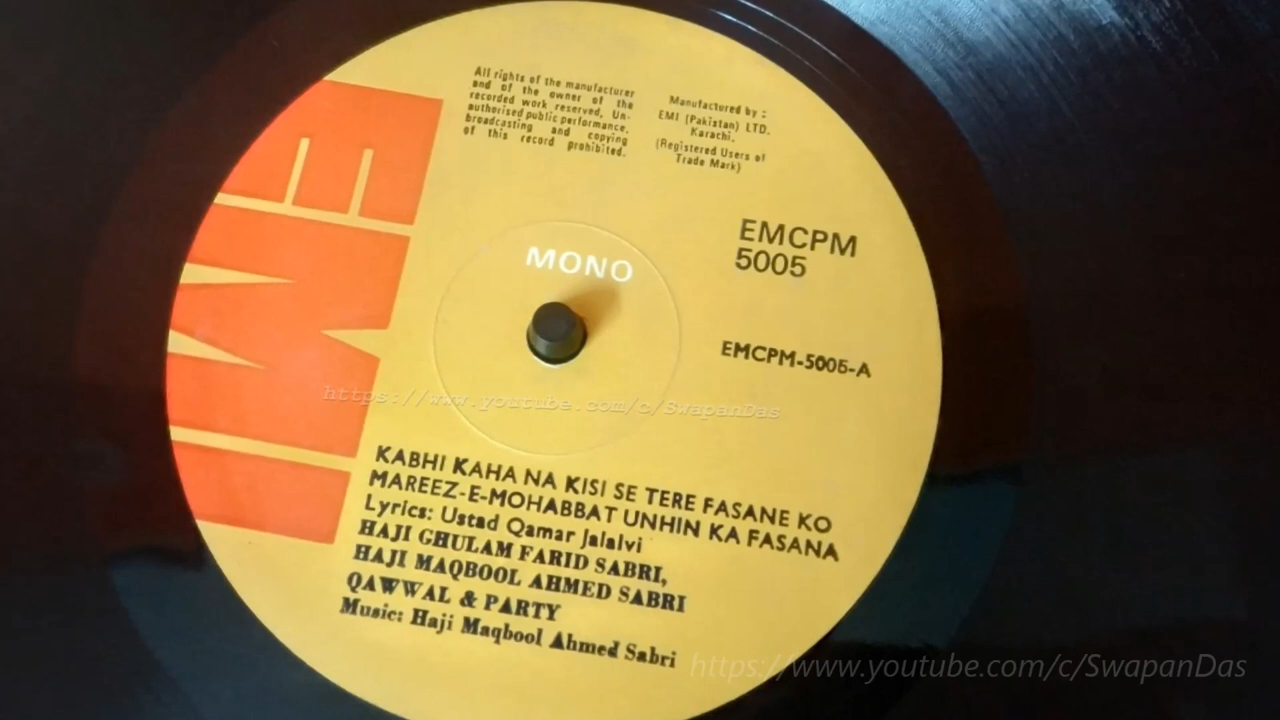 All rights of the manufacturer
and of the owner of the
recorded work reserved. Un-
authorised public performance,
broadcasting and copying
of this record prohibited.
Manufactured by :
EMI (Pakistan) LTD.
Karachi.
(Registered Users of
Trade Mark)
EMI
MONO
EMCPM
5005
EMCPM-5005-A
https://www.youtube.com/c/SwapanDas
KABHI KAHA NA KISI SE TERE FASANE KO
MAREEZ-E-MOHABBAT UNHIN KA FASANA
Lyrics: Ustad Qamar Jalalvi
HAJI GHULAM FARID SABRI,
HAJI MAQBOOL AHMED SABRI
QAWWAL & PARTY
Music: Haji Maqbool Ahmed Sabri
https://www.youtube.com/c/SwapanDas